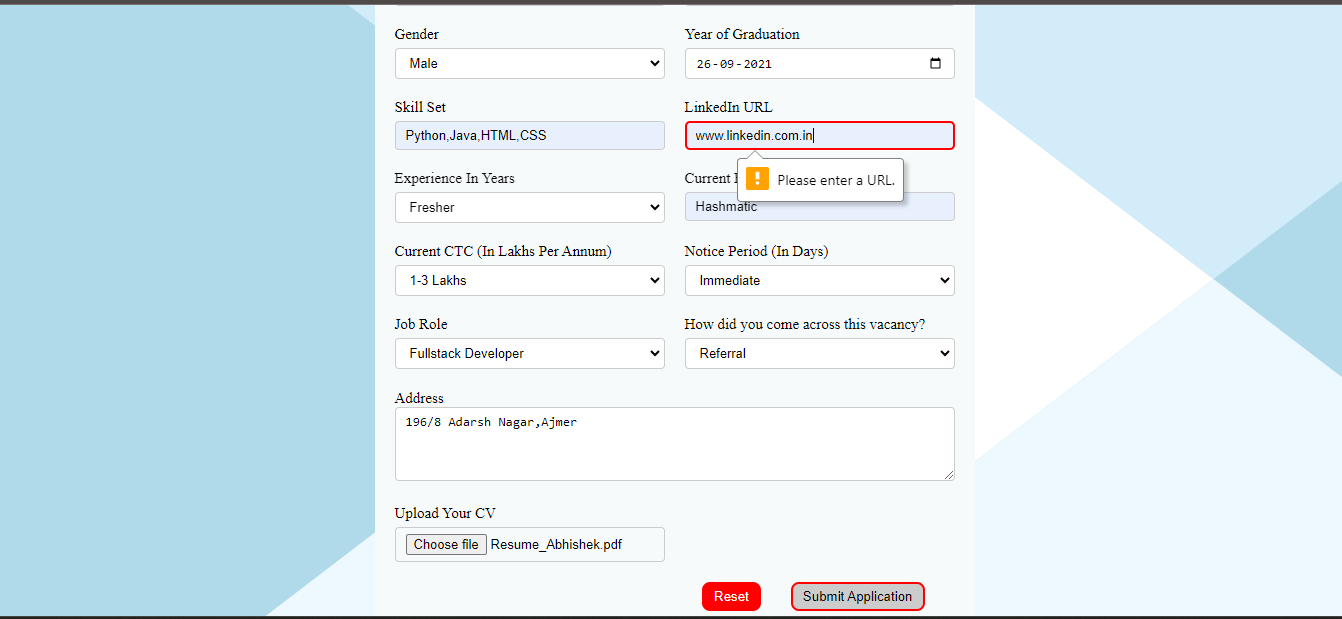 Gender Year of Graduation
Male 26-09-2021
Skill Set LinkedIn URL
Python,Java,HTML,CSS www.linkedin.com.in
Please enter a URL.
Experience In Years Current
Fresher Hashmatic
Current CTC (In Lakhs Per Annum) Notice Period (In Days)
1-3 Lakhs Immediate
Job Role How did you come across this vacancy?
Fullstack Developer Referral
Address
196/8 Adarsh Nagar,Ajmer
Upload Your CV
Choose file Resume_Abhishek.pdf
Reset Submit Application